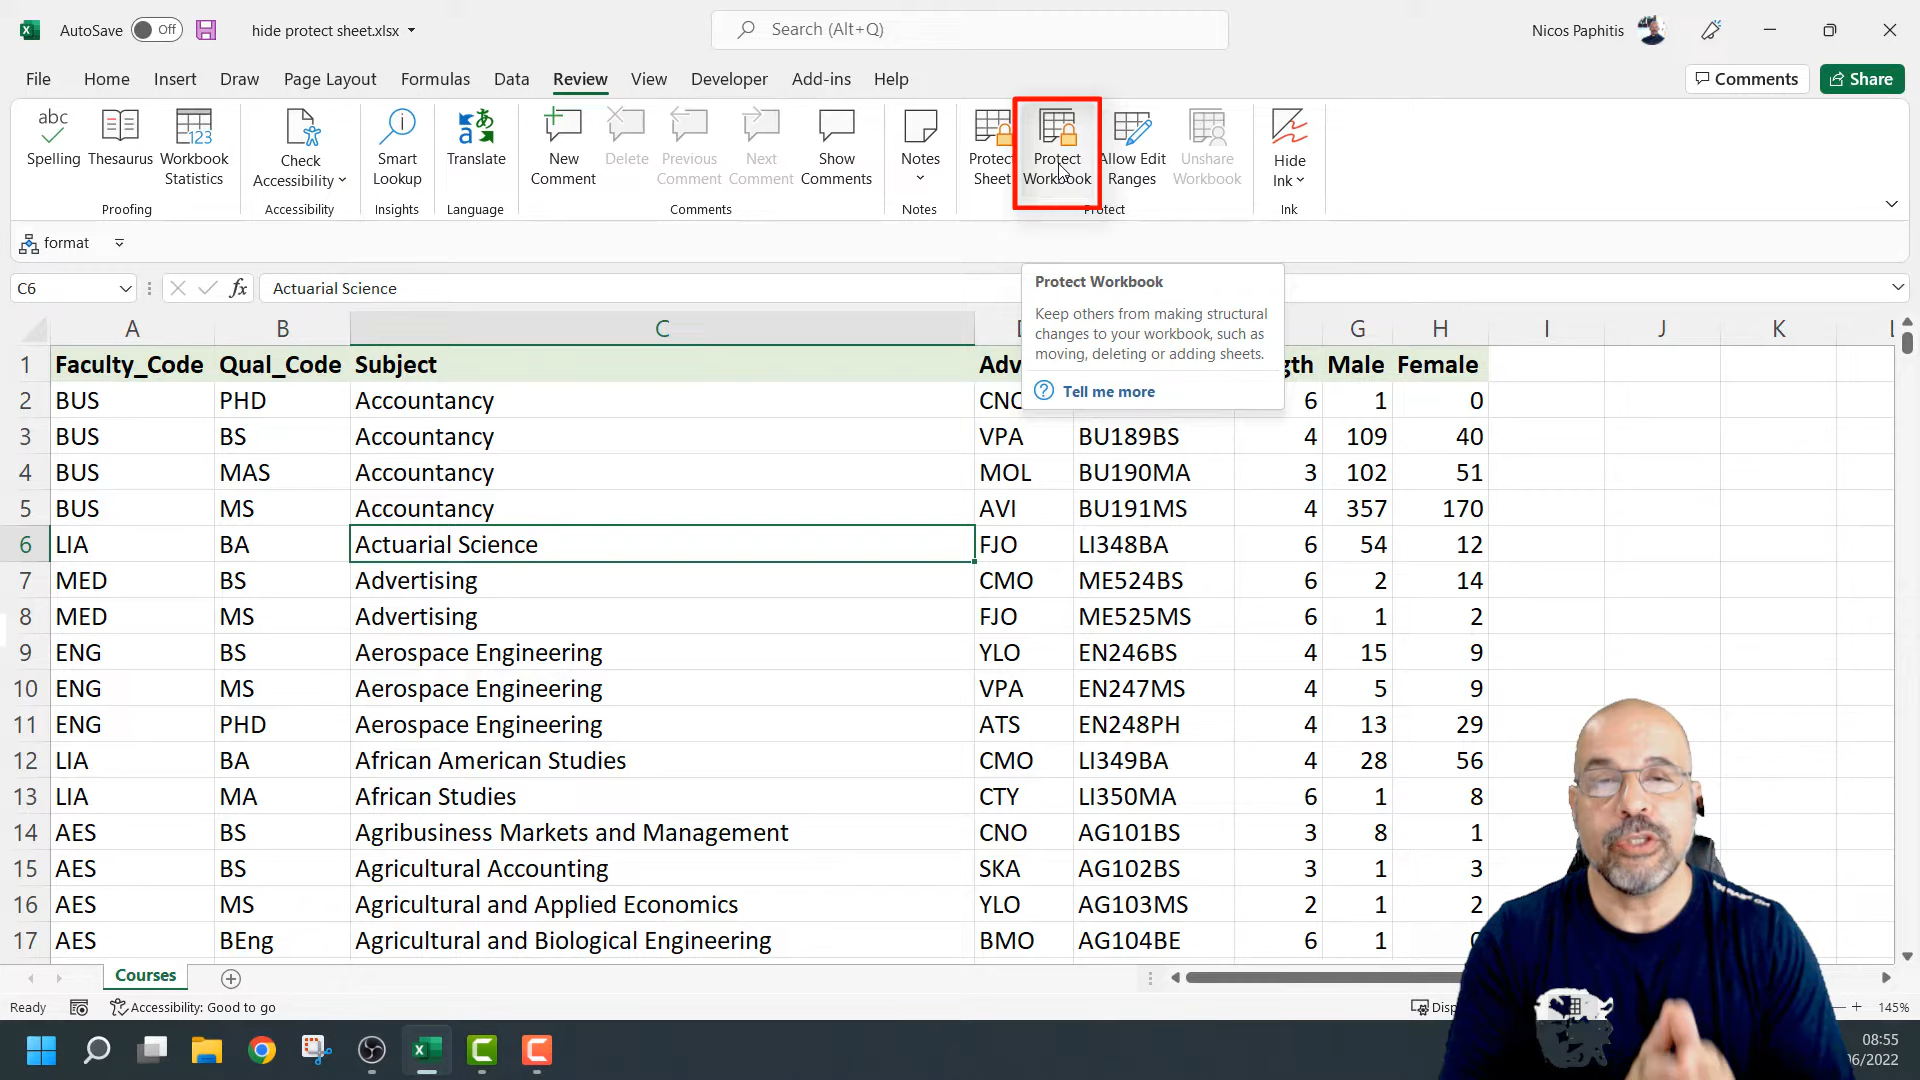 AutoSave Off hide protect sheet.xlsx Search (Alt+Q) Nicos Paphitis
File Home Insert Draw Page Layout Formulas Data Review View Developer Add-ins Help Comments Share
abc
Spelling
Thesaurus
123
Workbook
Statistics
Proofing
Check
Accessibility
Accessibility
Smart
Lookup
Insights
Translate
Language
New
Comment
Delete
Previous
Comment
Next
Comment
Show
Comments
Comments
Notes
Notes
Protect
Sheet
Protect
Workbook
Allow Edit
Ranges
Unshare
Workbook
Protect
Hide
Ink
Ink
format
C6 fx Actuarial Science
Protect Workbook
Keep others from making structural
changes to your workbook, such as
moving, deleting or adding sheets.
Tell me more
A B C G H I J K
1 Faculty_Code Qual_Code Subject Adv gth Male Female
2 BUS PHD Accountancy CNO 6 1 0
3 BUS BS Accountancy VPA BU189BS 4 109 40
4 BUS MAS Accountancy MOL BU190MA 3 102 51
5 BUS MS Accountancy AVI BU191MS 4 357 170
6 LIA BA Actuarial Science FJO LI348BA 6 54 12
7 MED BS Advertising CMO ME524BS 6 2 14
8 MED MS Advertising FJO ME525MS 6 1 2
9 ENG BS Aerospace Engineering YLO EN246BS 4 15 9
10 ENG MS Aerospace Engineering VPA EN247MS 4 5 9
11 ENG PHD Aerospace Engineering ATS EN248PH 4 13 29
12 LIA BA African American Studies CMO LI349BA 4 28 56
13 LIA MA African Studies CTY LI350MA 6 1 8
14 AES BS Agribusiness Markets and Management CNO AG101BS 3 8 1
15 AES BS Agricultural Accounting SKA AG102BS 3 1 3
16 AES MS Agricultural and Applied Economics YLO AG103MS 2 1 2
17 AES BEng Agricultural and Biological Engineering BMO AG104BE 6 1
Courses
Ready Accessibility: Good to go Disp 145%
08:55
06/2022